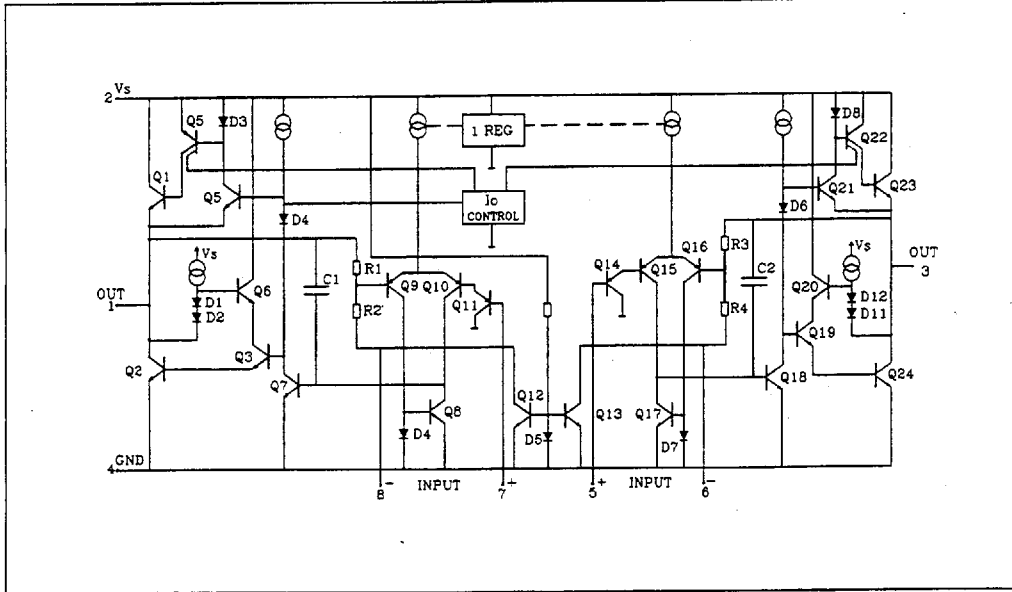 2 Vs
Q5 D3
1 REG
D8
Q22
Q1
Q5
Io
CONTROL
Q21
Q23
D4
D6
Vs
R1
C1
Q9
Q10
Q11
Q14
Q15
Q16
R3
C2
Vs
OUT
3
OUT
1
D1
D2
Q6
R2
R4
Q20
D12
D11
Q2
Q3
Q7
Q19
Q18
Q24
Q8
Q12
Q13
Q17
D4
D5
D7
4 GND
8 - INPUT 7 + 5 + INPUT 6 -